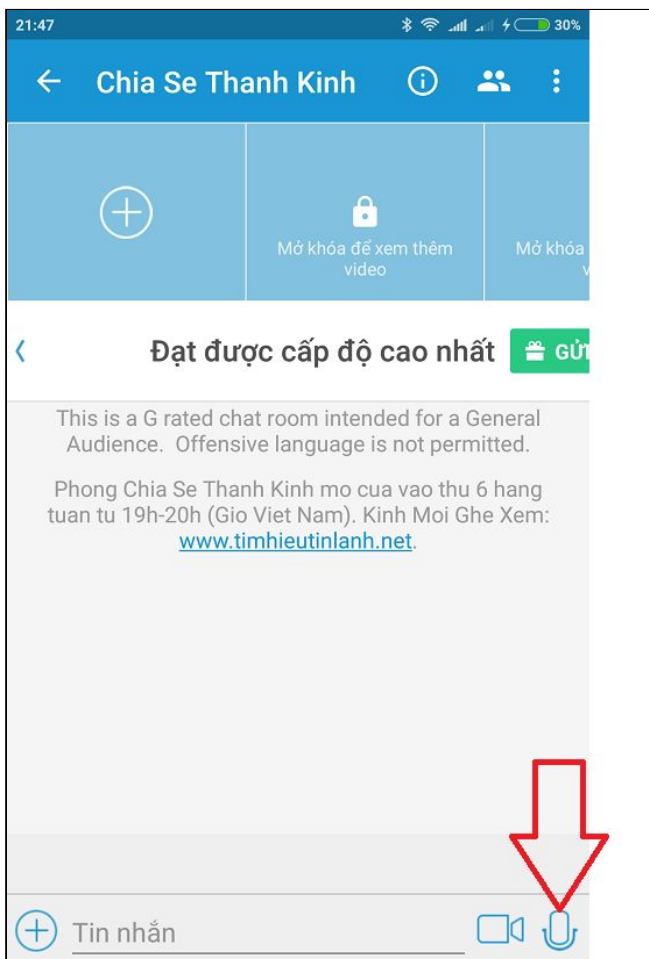 21:47
30%
Chia Se Thanh Kinh
Mở khóa để xem thêm
video
Mở khóa
v
Đạt được cấp độ cao nhất
GỬI
This is a G rated chat room intended for a General
Audience. Offensive language is not permitted.
Phong Chia Se Thanh Kinh mo cua vao thu 6 hang
tuan tu 19h-20h (Gio Viet Nam). Kinh Moi Ghe Xem:
www.timhieutinlanh.net.
Tin nhắn